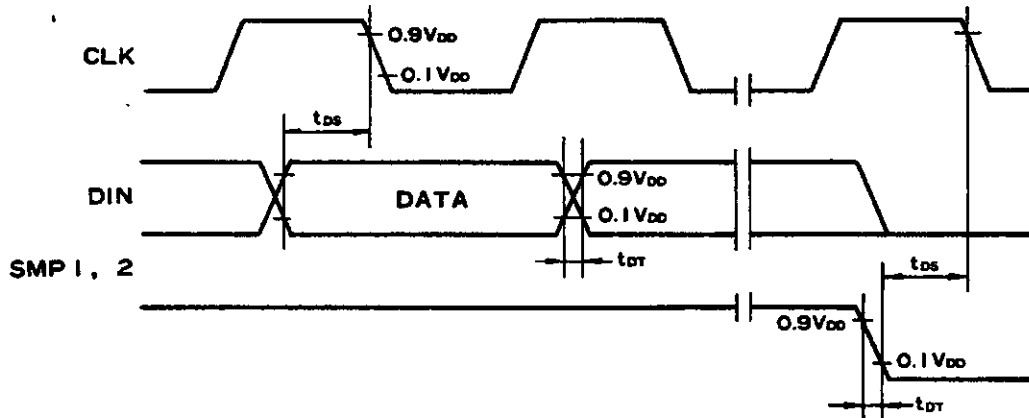 CLK
0.9VDD
0.1VDD
tDS
DIN
DATA
0.9VDD
0.1VDD
tDT
tDS
SMP1, 2
0.9VDD
0.1VDD
tDT